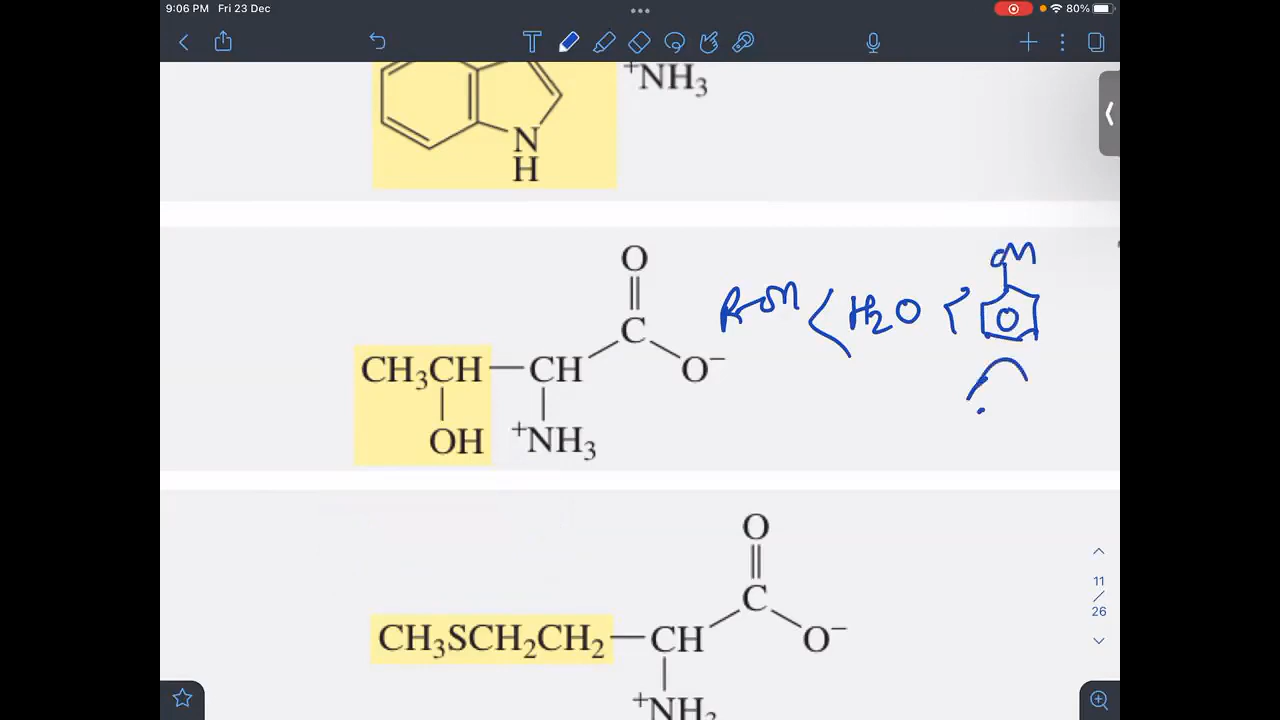 9:06 PM Fri 23 Dec
80%
+NH3
N
H
O
C
CH3CH — CH
O−
OH +NH3
R-OH < H2O <
OH
O
C
CH3SCH2CH2 — CH
O−
+NH3
11
/
26